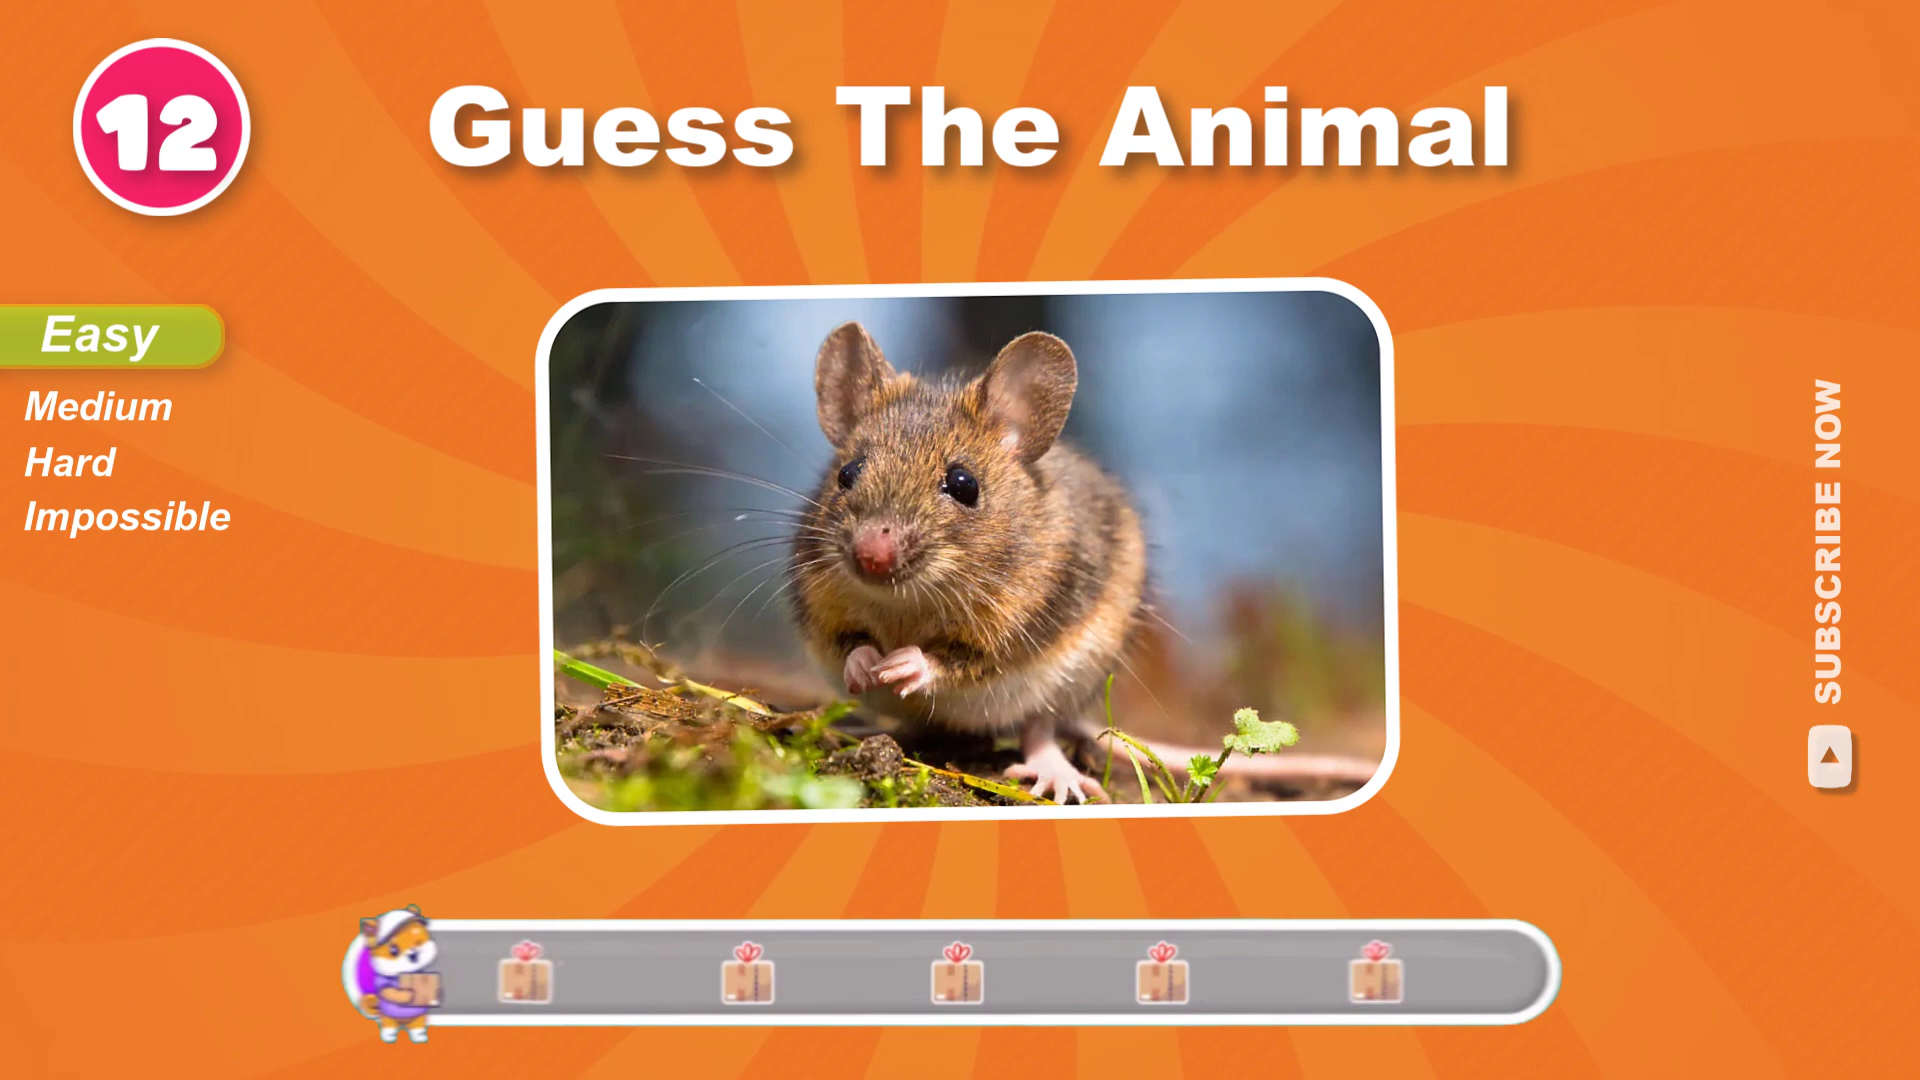 12
Guess The Animal
Easy
Medium
Hard
Impossible
SUBSCRIBE NOW